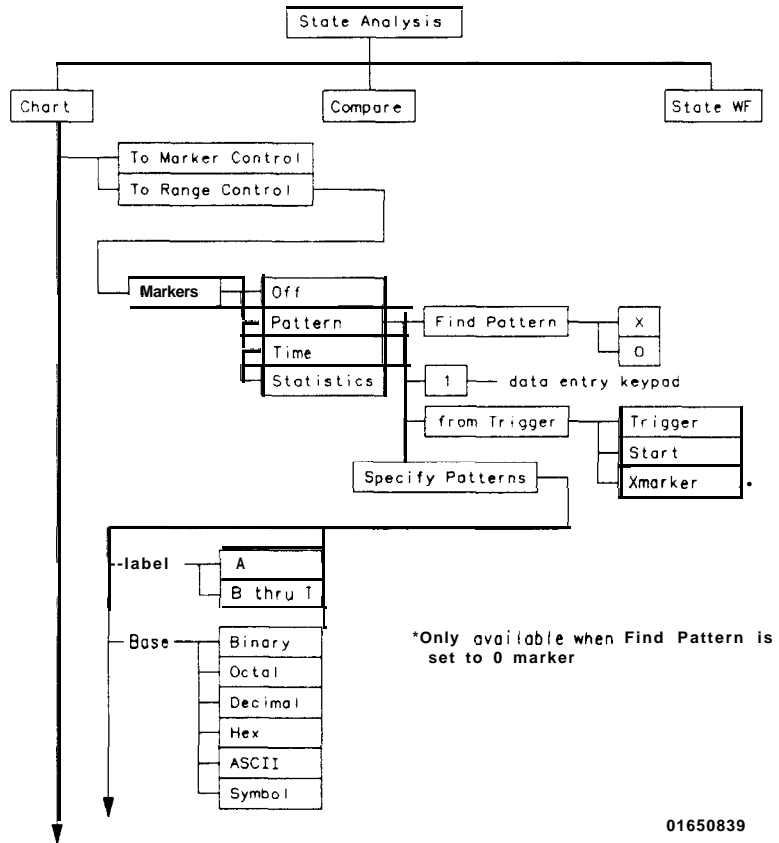 State Analysis
Chart
Compare
State WF
To Marker Control
To Range Control
Markers
Off
Pattern
Time
Statistics
Find Pattern
X
O
1
data entry keypad
from Trigger
Trigger
Start
Xmarker *
Specify Patterns
label
A
B thru T
Base
Binary
Octal
Decimal
Hex
ASCII
Symbol
*Only available when Find Pattern is
set to 0 marker
01650839